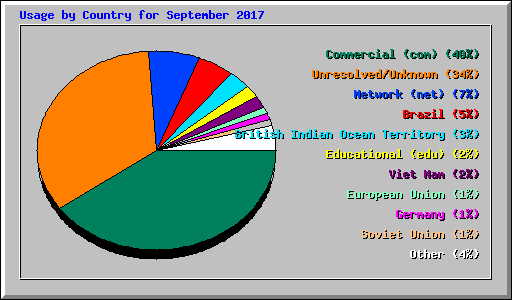 Usage by Country for September 2017
Commercial (com) (40%)
Unresolved/Unknown (34%)
Network (net) (7%)
Brazil (5%)
British Indian Ocean Territory (3%)
Educational (edu) (2%)
Viet Nam (2%)
European Union (1%)
Germany (1%)
Soviet Union (1%)
Other (4%)